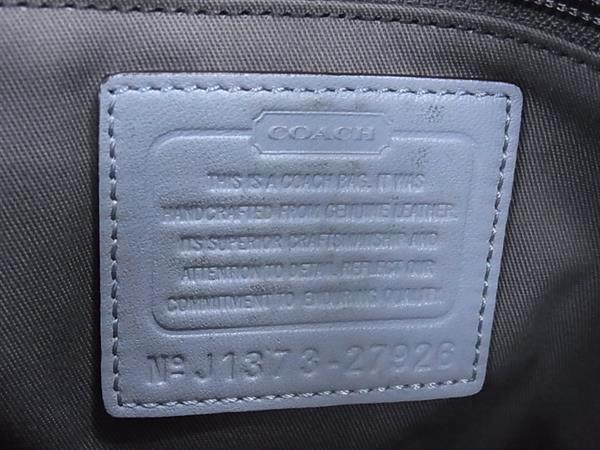 COACH
THIS IS A COACH BAG. IT WAS
HANDCRAFTED FROM GENUINE LEATHER.
ITS SUPERIOR CRAFTSMANSHIP AND
ATTENTION TO DETAIL REFLECT OUR
COMMITMENT TO ENDURING QUALITY.
Nº J1373-27926